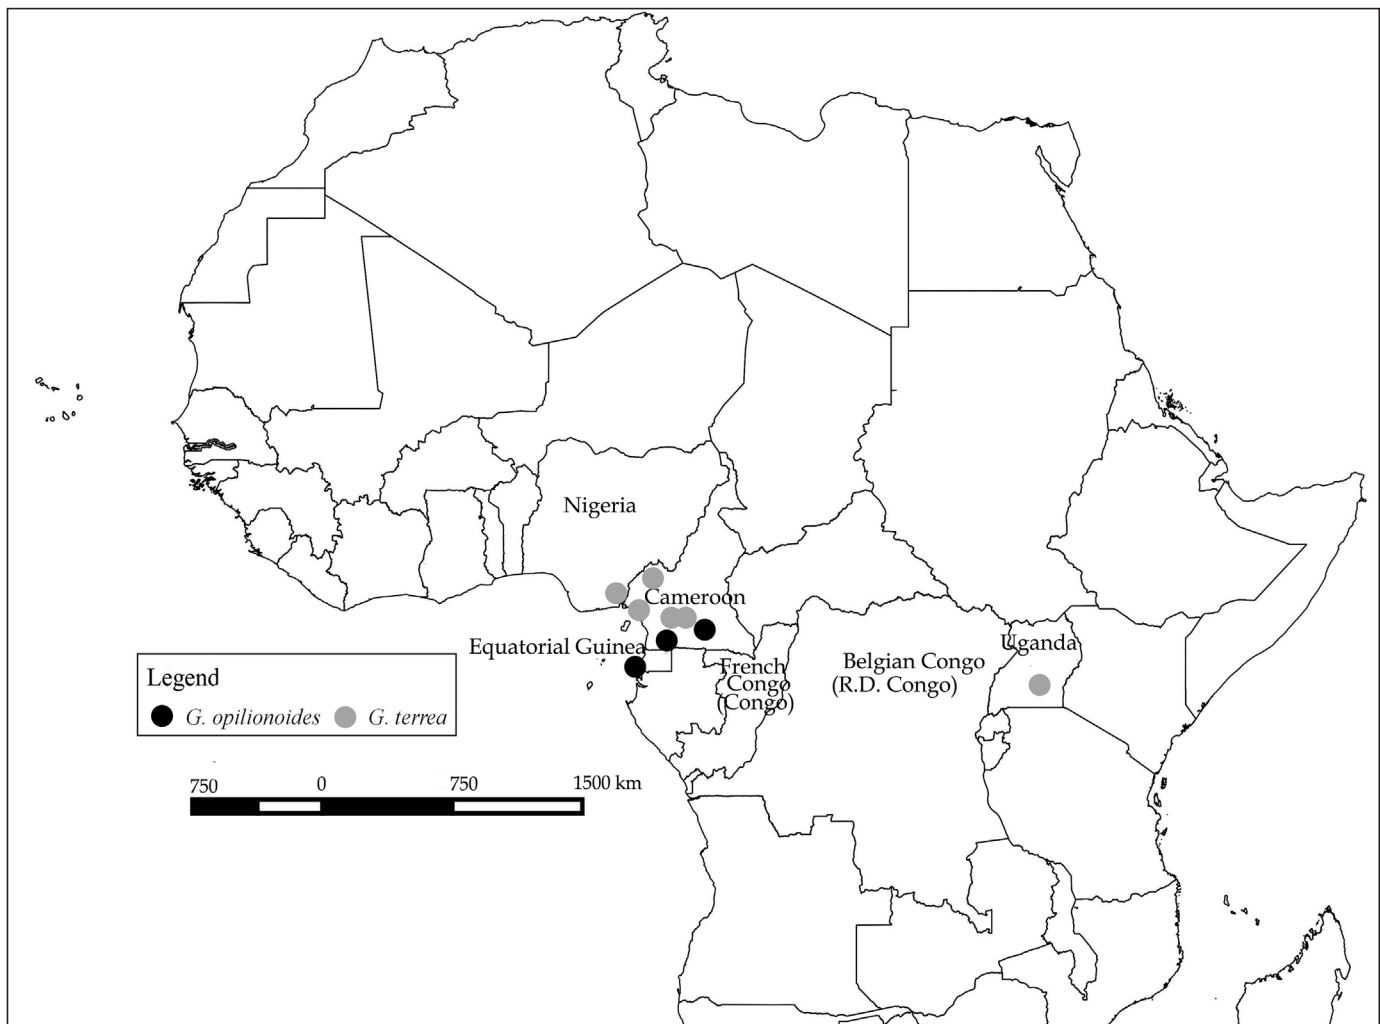 Nigeria
Cameroon
Equatorial Guinea
Uganda
French
Congo
(Congo)
Belgian Congo
(R.D. Congo)
Legend
G. opilionoides G. terrea
750 0 750 1500 km